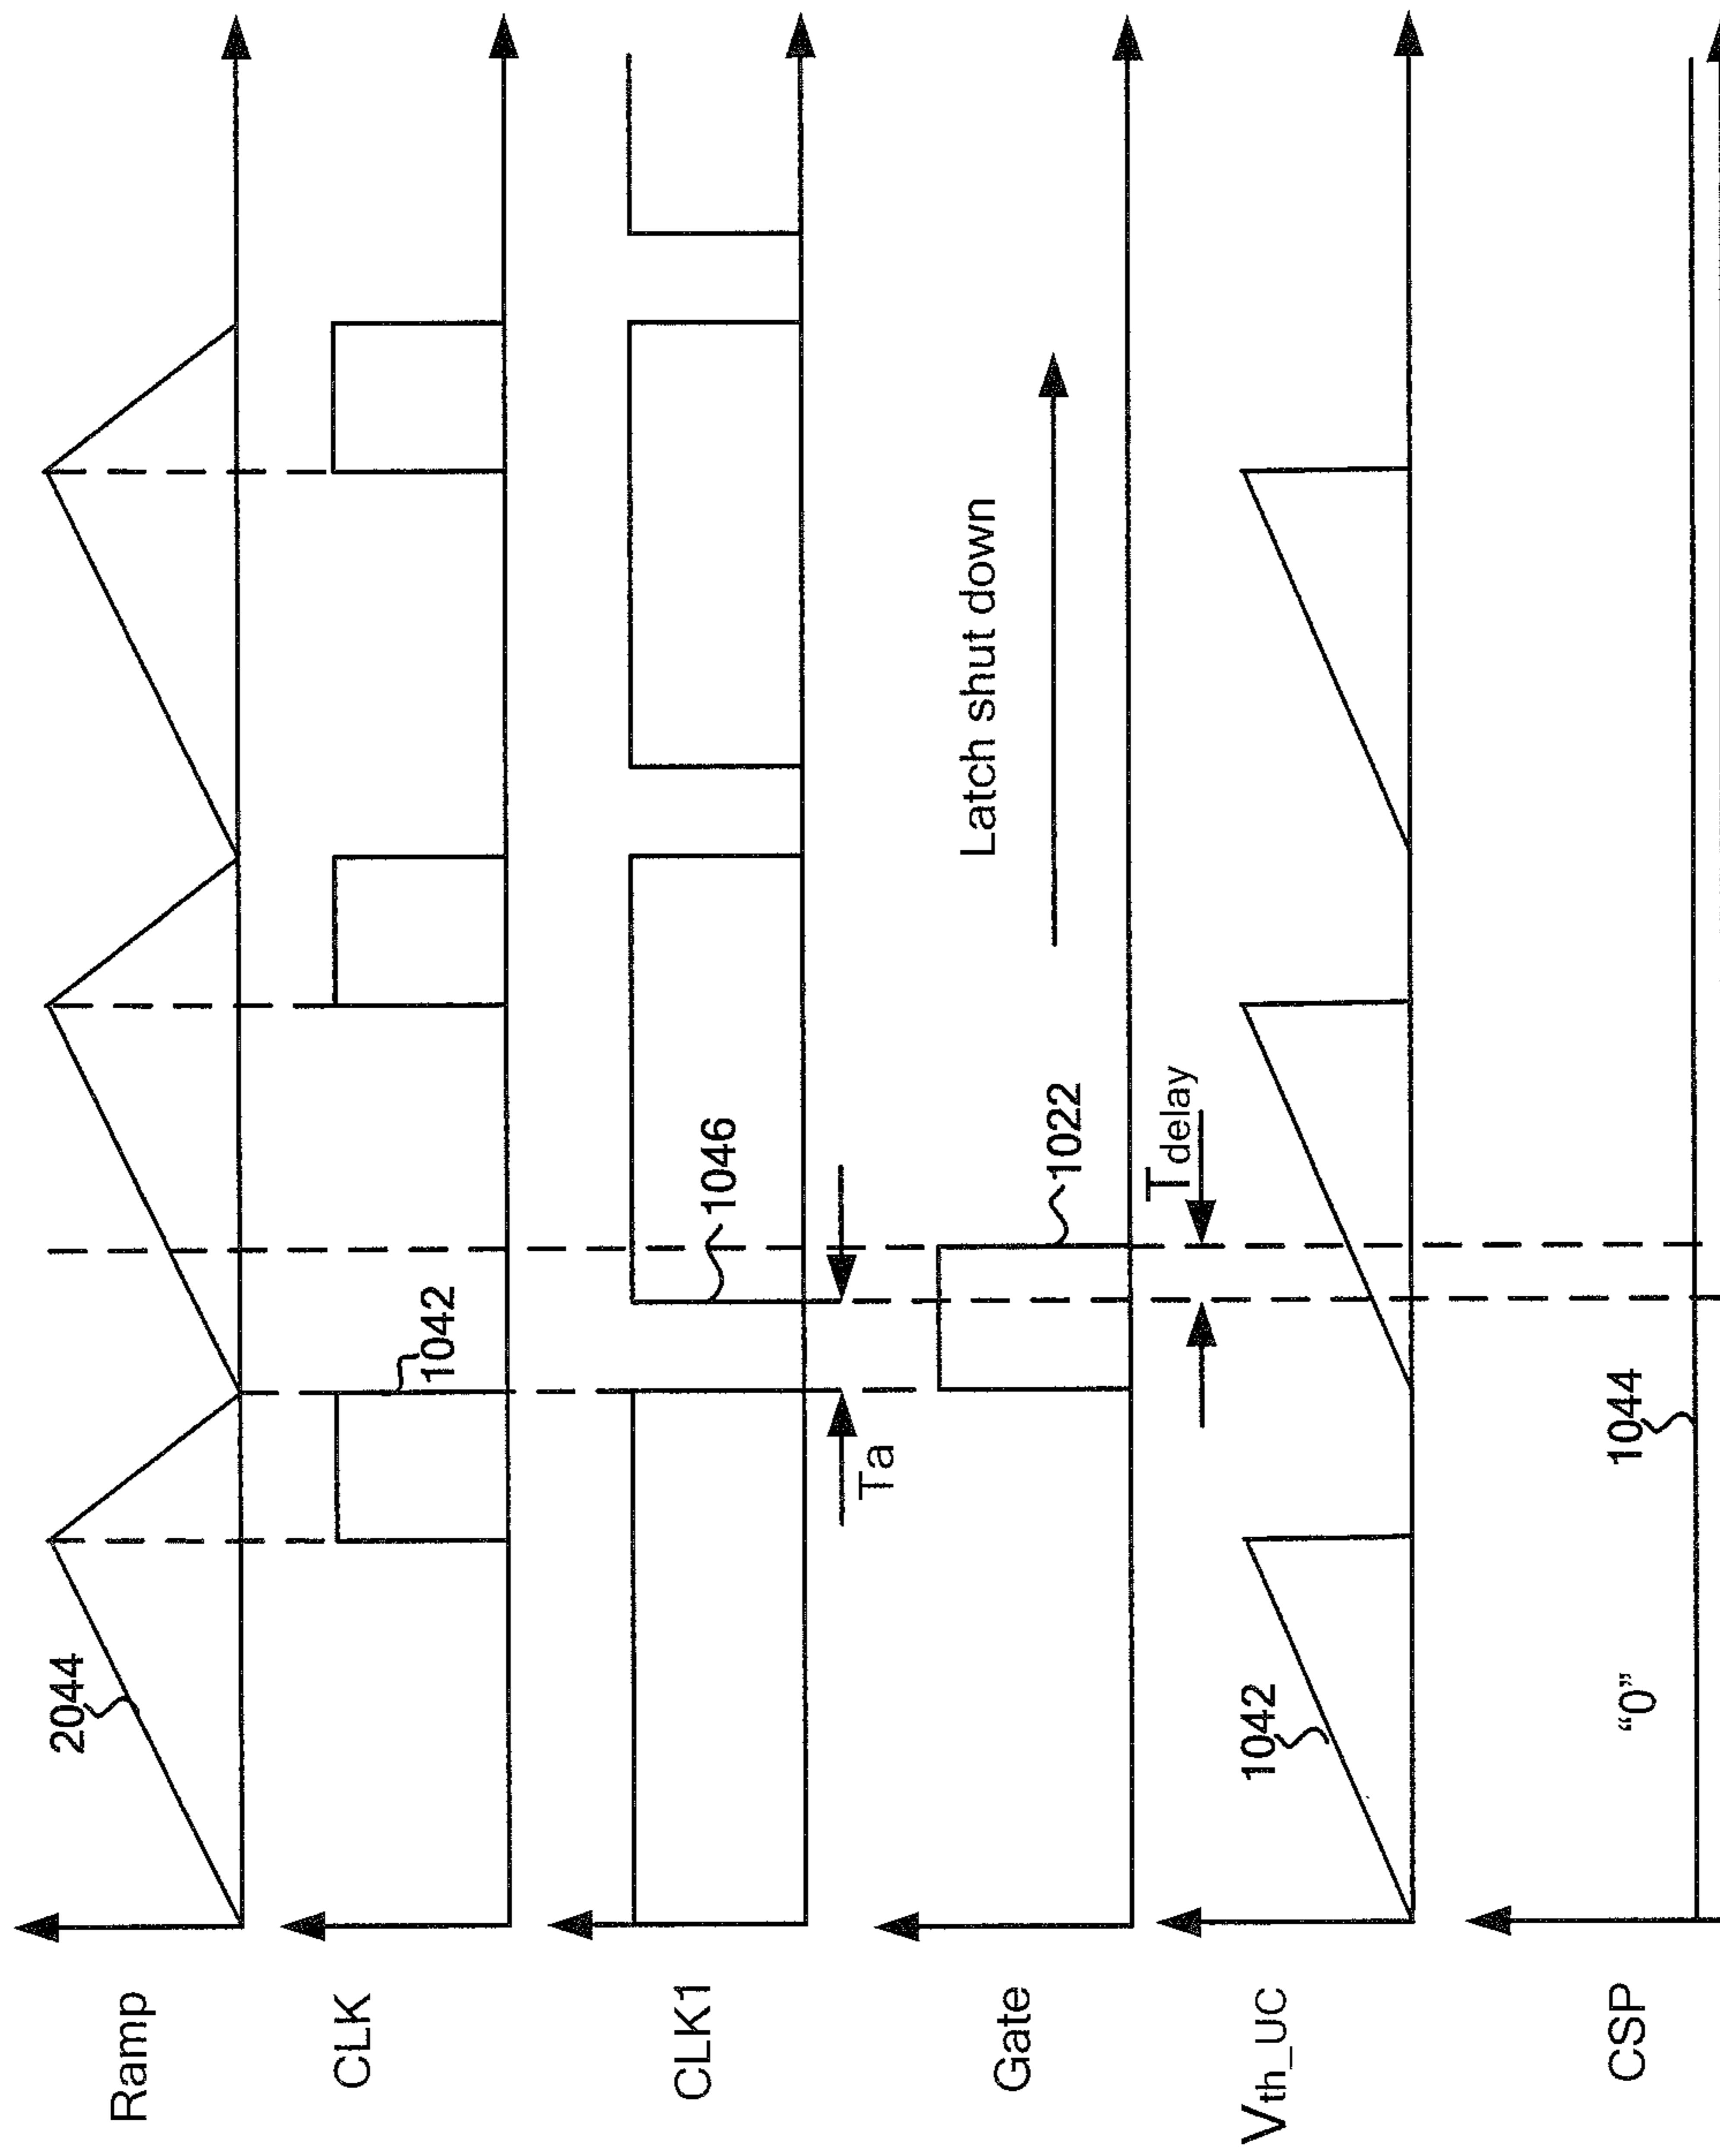 Ramp
2044
CLK
1042
CLK1
1046
Ta
Gate
1022
Latch shut down
Tdelay
Vth_UC
1042
CSP
"0"
1044